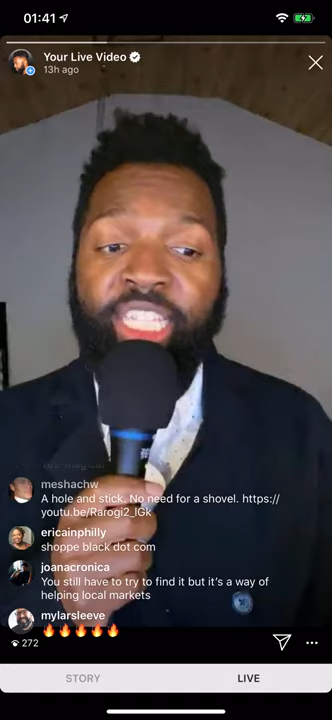 01:41
Your Live Video
13h ago
meshachw
A hole and stick. No need for a shovel. https://
youtu.be/Rarogi2_lGk
ericainphilly
shoppe black dot com
joanacronica
You still have to try to find it but it's a way of
helping local markets
mylarsleeve
🔥🔥🔥🔥🔥
272
STORY
LIVE